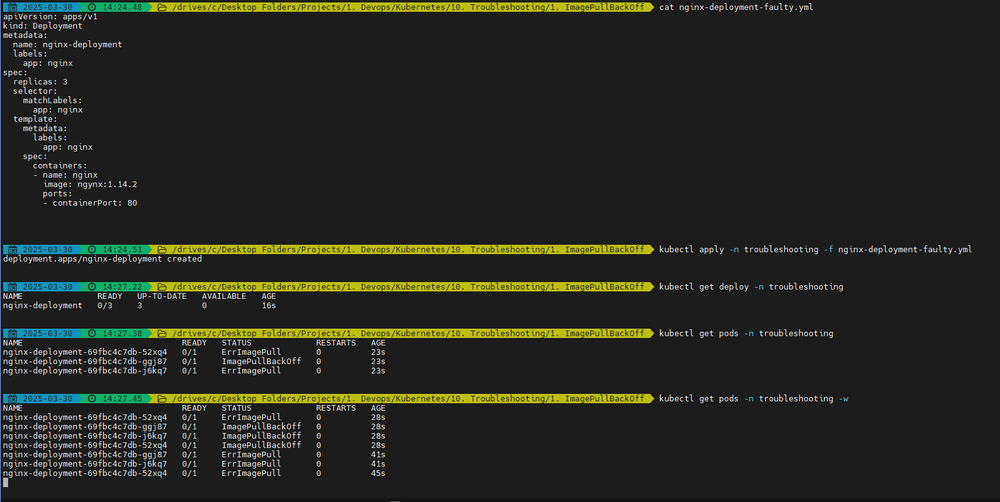 2025-03-30 14:24.48 /drives/c/Desktop Folders/Projects/1. Devops/Kubernetes/10. Troubleshooting/1. ImagePullBackOff cat nginx-deployment-faulty.yml
apiVersion: apps/v1
kind: Deployment
metadata:
  name: nginx-deployment
  labels:
    app: nginx
spec:
  replicas: 3
  selector:
    matchLabels:
      app: nginx
  template:
    metadata:
      labels:
        app: nginx
    spec:
      containers:
      - name: nginx
        image: ngynx:1.14.2
        ports:
        - containerPort: 80
2025-03-30 14:24.51 /drives/c/Desktop Folders/Projects/1. Devops/Kubernetes/10. Troubleshooting/1. ImagePullBackOff kubectl apply -n troubleshooting -f nginx-deployment-faulty.yml
deployment.apps/nginx-deployment created
2025-03-30 14:27.22 /drives/c/Desktop Folders/Projects/1. Devops/Kubernetes/10. Troubleshooting/1. ImagePullBackOff kubectl get deploy -n troubleshooting
NAME               READY   UP-TO-DATE   AVAILABLE   AGE
nginx-deployment   0/3     3            0           16s
2025-03-30 14:27.38 /drives/c/Desktop Folders/Projects/1. Devops/Kubernetes/10. Troubleshooting/1. ImagePullBackOff kubectl get pods -n troubleshooting
NAME                                READY   STATUS             RESTARTS   AGE
nginx-deployment-69fbc4c7db-52xq4   0/1     ErrImagePull       0          23s
nginx-deployment-69fbc4c7db-ggj87   0/1     ImagePullBackOff   0          23s
nginx-deployment-69fbc4c7db-j6kq7   0/1     ErrImagePull       0          23s
2025-03-30 14:27.45 /drives/c/Desktop Folders/Projects/1. Devops/Kubernetes/10. Troubleshooting/1. ImagePullBackOff kubectl get pods -n troubleshooting -w
NAME                                READY   STATUS             RESTARTS   AGE
nginx-deployment-69fbc4c7db-52xq4   0/1     ErrImagePull       0          28s
nginx-deployment-69fbc4c7db-ggj87   0/1     ImagePullBackOff   0          28s
nginx-deployment-69fbc4c7db-j6kq7   0/1     ImagePullBackOff   0          28s
nginx-deployment-69fbc4c7db-52xq4   0/1     ImagePullBackOff   0          28s
nginx-deployment-69fbc4c7db-ggj87   0/1     ErrImagePull       0          41s
nginx-deployment-69fbc4c7db-j6kq7   0/1     ErrImagePull       0          41s
nginx-deployment-69fbc4c7db-52xq4   0/1     ErrImagePull       0          45s